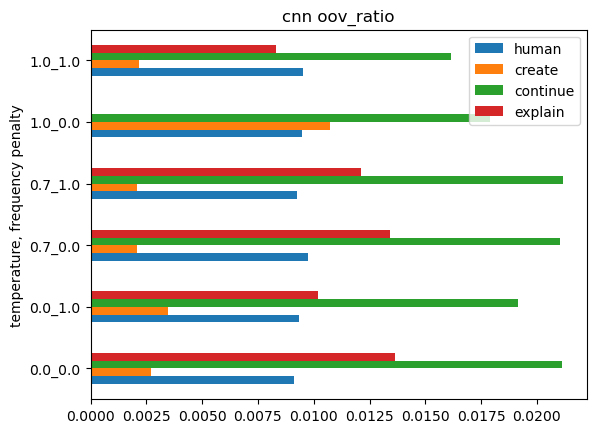 cnn oov_ratio
human
create
continue
explain
temperature, frequency penalty
1.0_1.0
1.0_0.0
0.7_1.0
0.7_0.0
0.0_1.0
0.0_0.0
0.0000 0.0025 0.0050 0.0075 0.0100 0.0125 0.0150 0.0175 0.0200